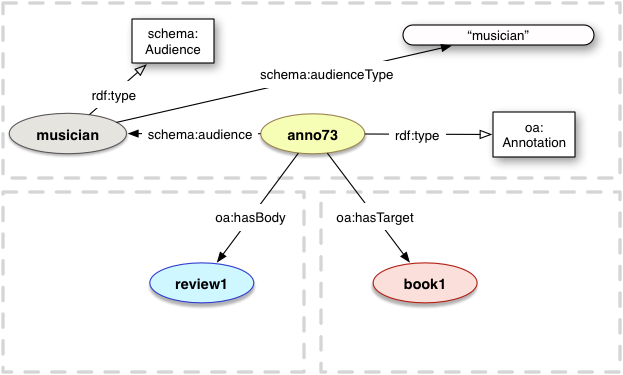 schema:
Audience
“musician”
schema:audienceType
rdf:type
musician
schema:audience
anno73
rdf:type
oa:
Annotation
oa:hasBody
oa:hasTarget
review1
book1